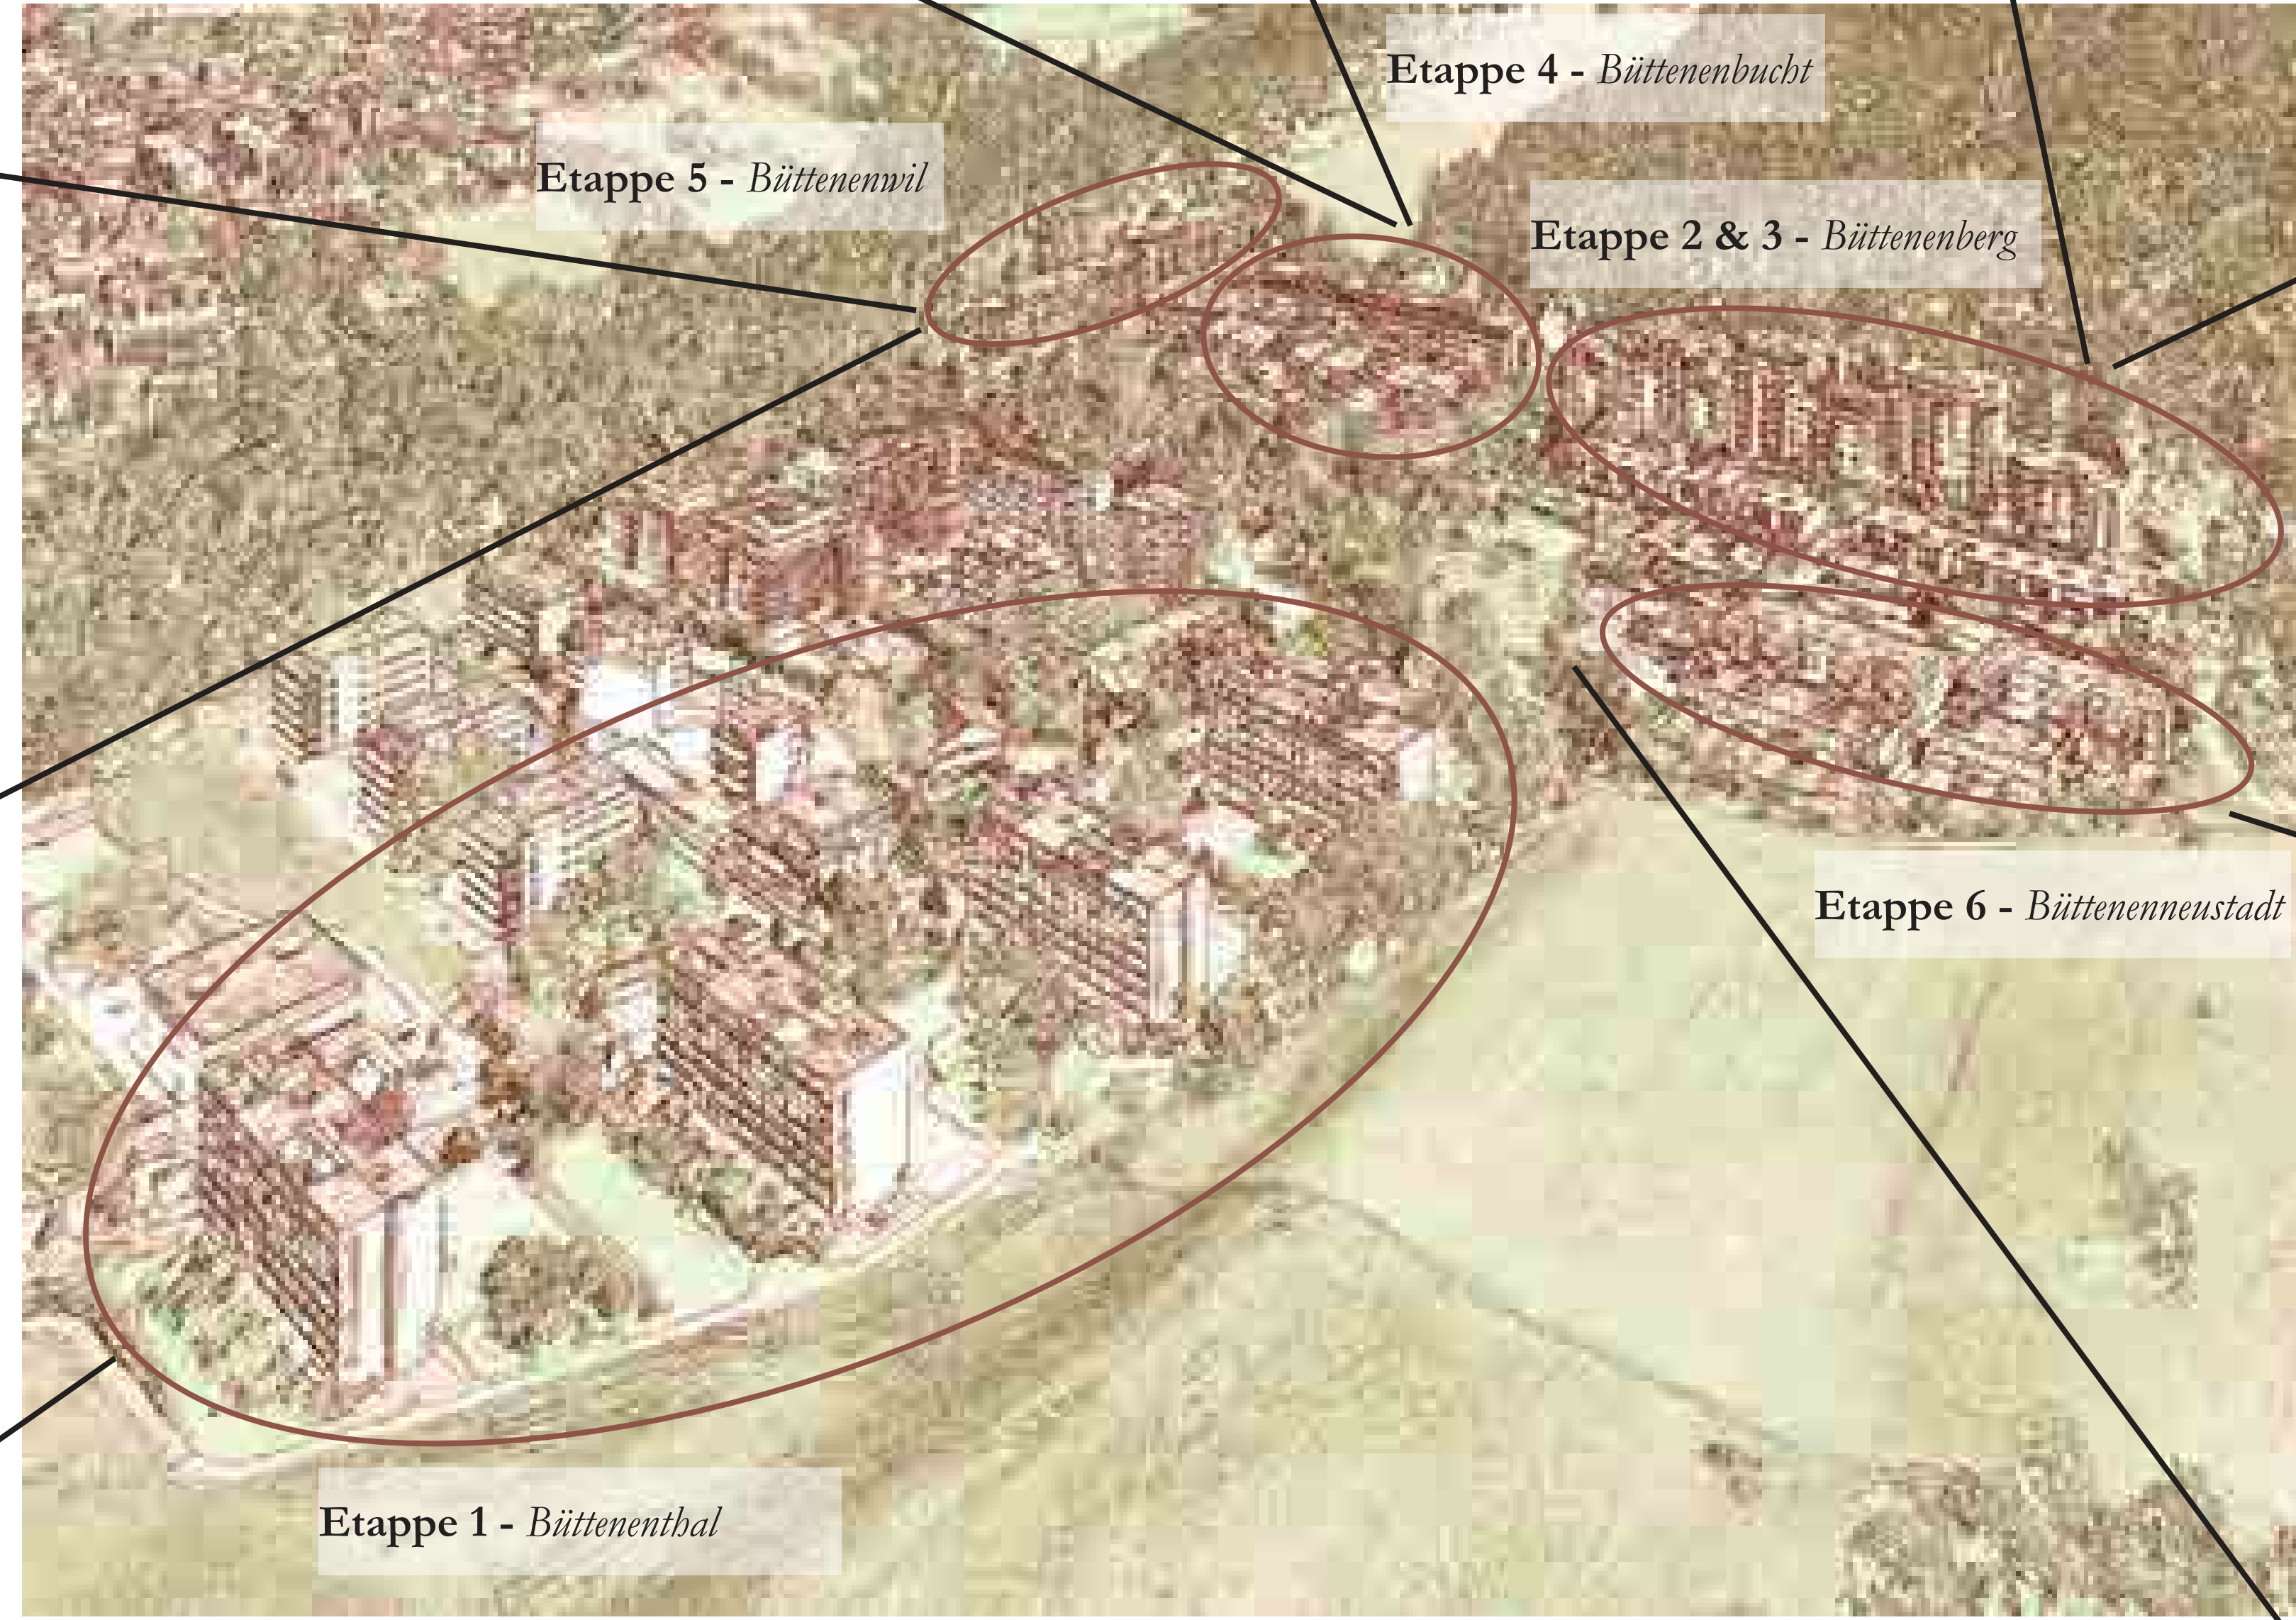 Etappe 4 - Büttenenbucht
Etappe 5 - Büttenenwil
Etappe 2 & 3 - Büttenenberg
Etappe 6 - Büttenenneustadt
Etappe 1 - Büttenenthal